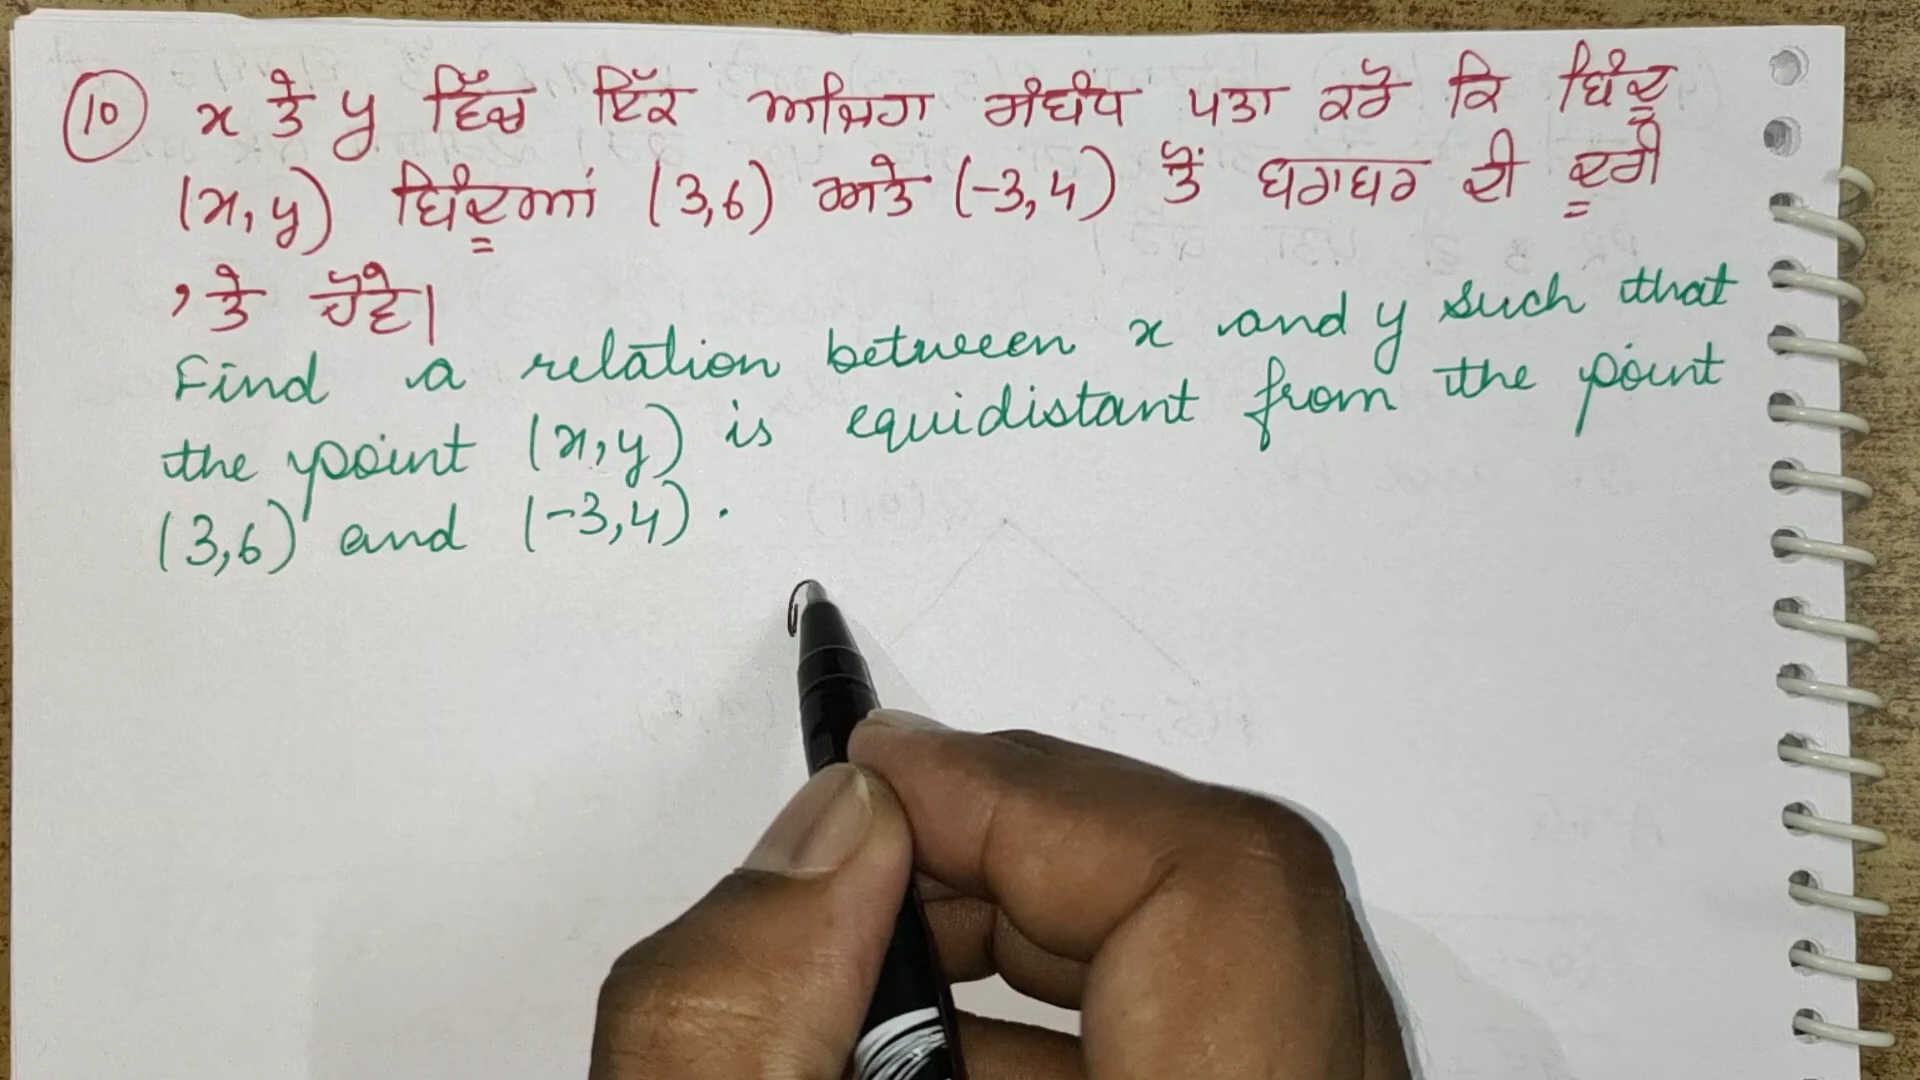 10 x ਤੇ y ਵਿੱਚ ਇੱਕ ਅਜਿਹਾ ਸੰਬੰਧ ਪਤਾ ਕਰੋ ਕਿ ਬਿੰਦੂ
(x, y) ਬਿੰਦੂਆਂ (3,6) ਅਤੇ (-3,4) ਤੋਂ ਬਰਾਬਰ ਦੀ ਦੂਰੀ
'ਤੇ ਹੋਵੇ।
Find a relation between x and y such that
the point (x, y) is equidistant from the point
(3,6) and (-3,4).